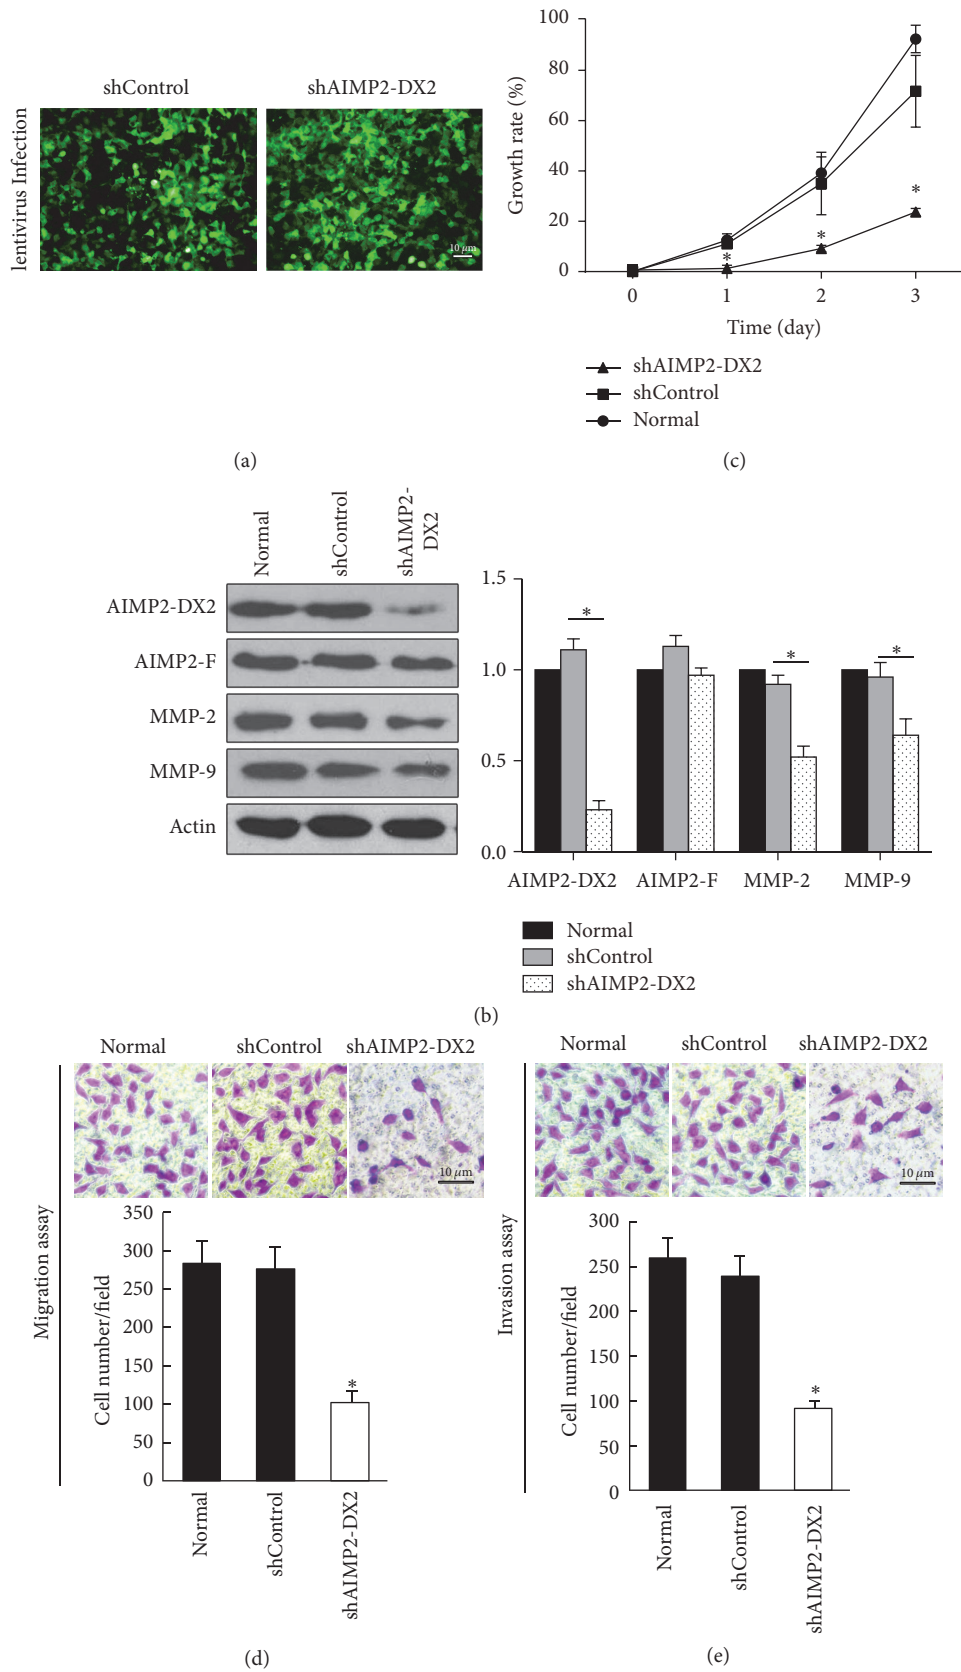 shControl shAIMP2-DX2
lentivirus Infection
10 μm
(a)
100
80
60
40
20
0
Growth rate (%)
* * *
0 1 2 3
Time (day)
shAIMP2-DX2
shControl
Normal
(c)
Normal
shControl
shAIMP2-
DX2
AIMP2-DX2
AIMP2-F
MMP-2
MMP-9
Actin
1.5
1.0
0.5
0.0
* * *
AIMP2-DX2 AIMP2-F MMP-2 MMP-9
Normal
shControl
shAIMP2-DX2
(b)
Normal shControl shAIMP2-DX2
10 μm
Migration assay
350
300
250
200
150
100
50
0
Cell number/field
*
Normal
shControl
shAIMP2-DX2
(d)
Normal shControl shAIMP2-DX2
10 μm
Invasion assay
300
250
200
150
100
50
0
Cell number/field
*
Normal
shControl
shAIMP2-DX2
(e)